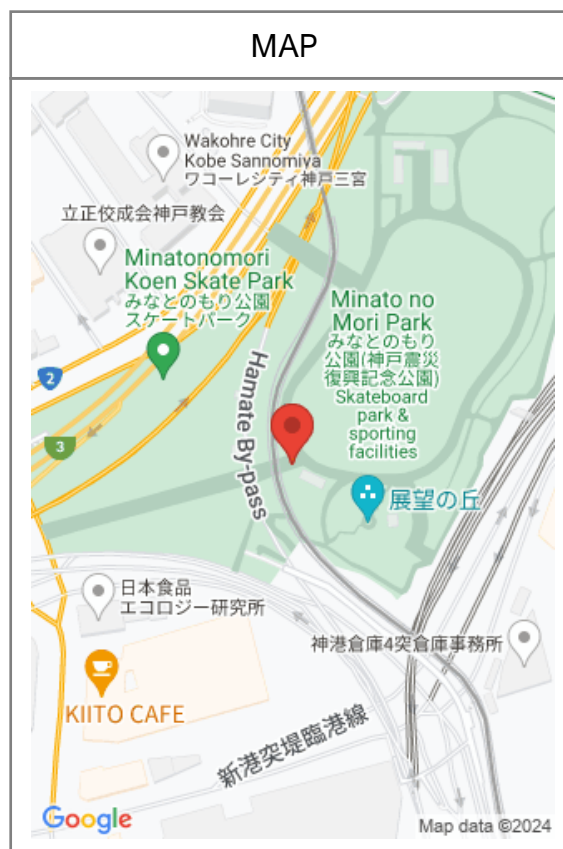 MAP
Wakohre City
Kobe Sannomiya
ワコーレシティ神戸三宮
立正佼成会神戸教会
Minatonomori
Koen Skate Park
みなとのもり公園
スケートパーク
Minato no
Mori Park
みなとのもり
公園(神戸震災
復興記念公園)
Skateboard
park &
sporting
facilities
2
Hamate By-pass
3
展望の丘
日本食品
エコロジー研究所
神港倉庫4突倉庫事務所
KIITO CAFE
新港突堤臨港線
Google
Map data ©2024